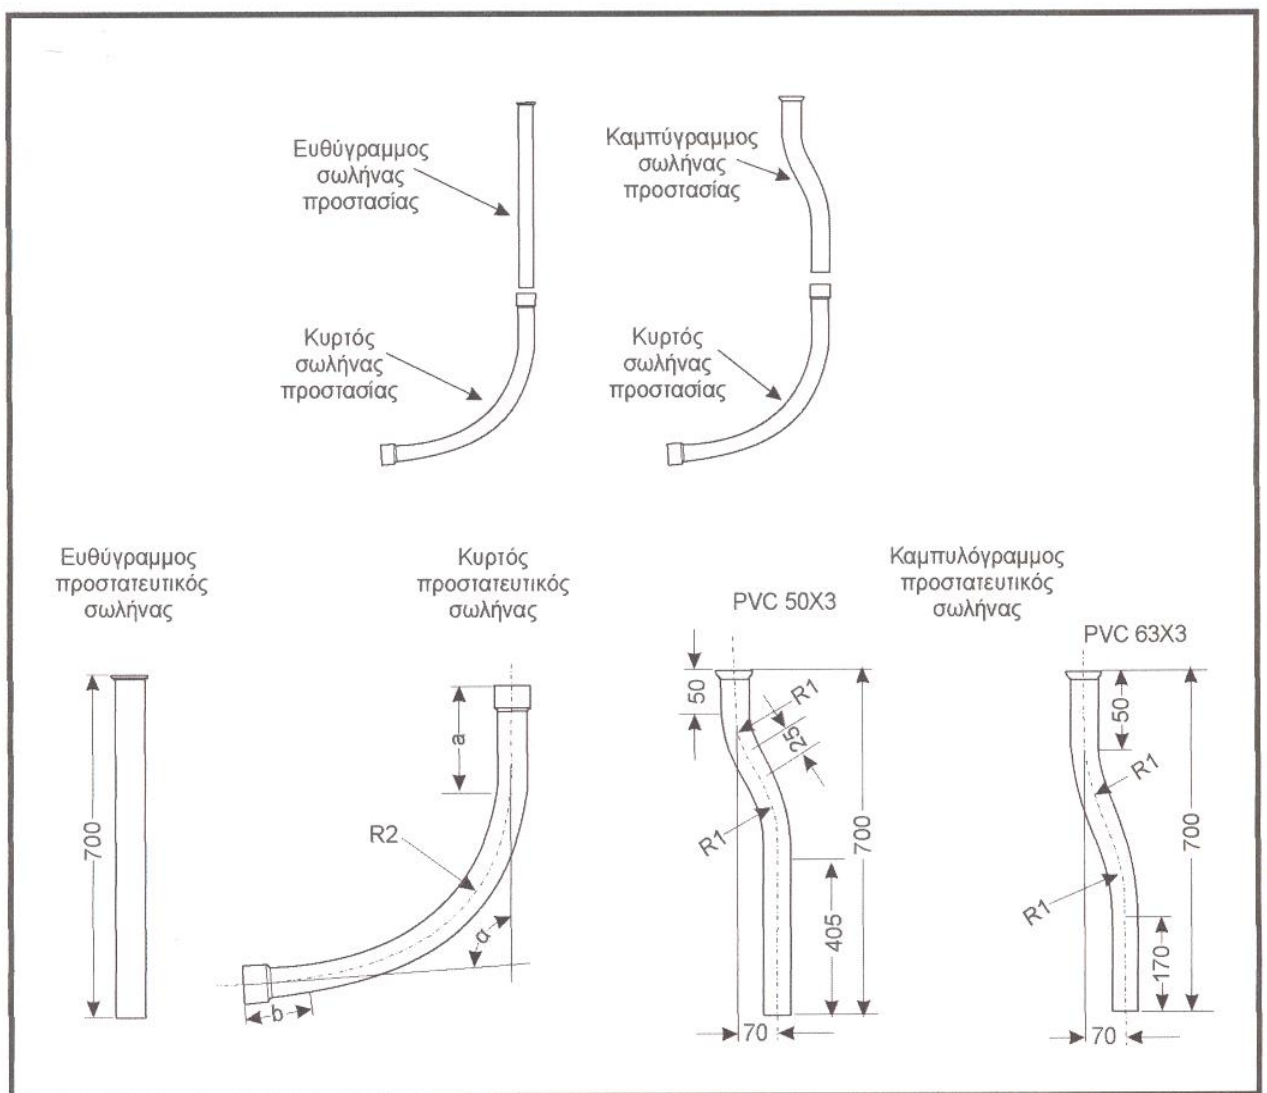 Ευθύγραμμος
σωλήνας
προστασίας
Καμπύγραμμος
σωλήνας
προστασίας
Κυρτός
σωλήνας
προστασίας
Κυρτός
σωλήνας
προστασίας
Ευθύγραμμος
προστατευτικός
σωλήνας
700
Κυρτός
προστατευτικός
σωλήνας
a
R2
α
b
Καμπυλόγραμμος
προστατευτικός
σωλήνας
PVC 50X3
50
R1
25
R1
700
405
70
PVC 63X3
50
R1
700
R1
170
70